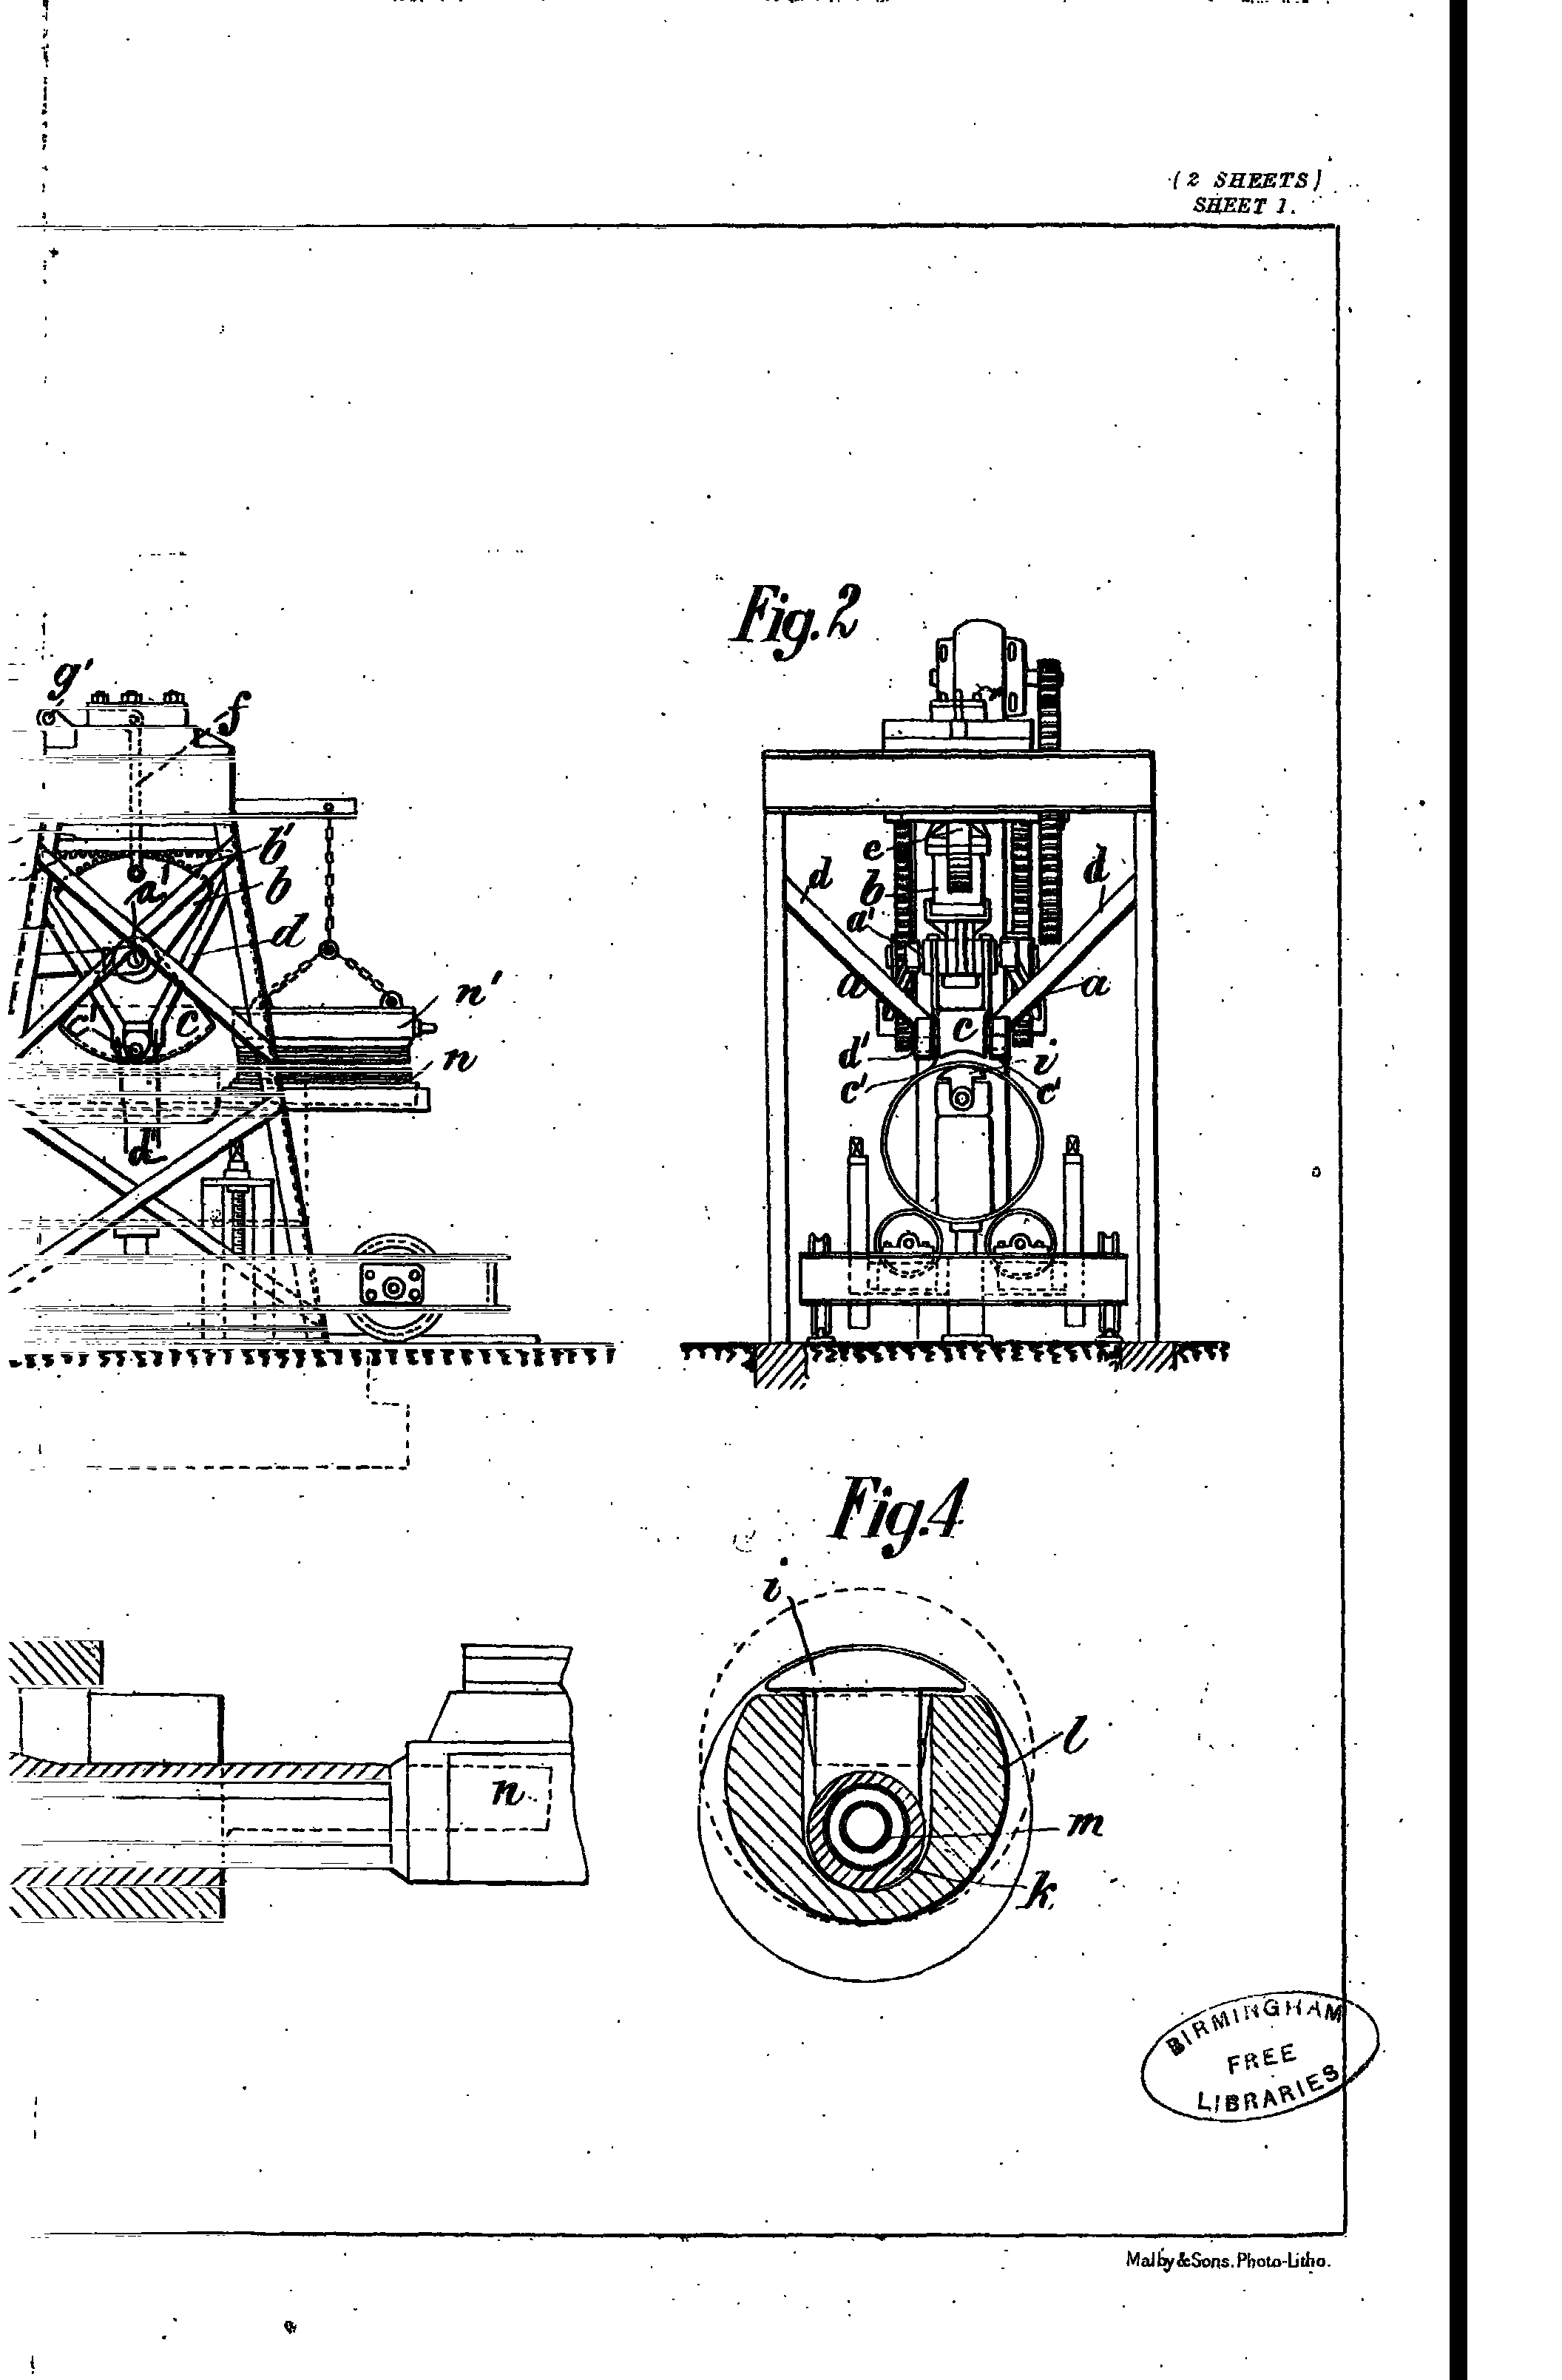 (2 SHEETS)
SHEET 1.
Fig. 2
g'
f
b'
a'
b
d
n'
c'
c
n
d'
e
d
d
b
a'
a
a
c
d'
i
c'
c'
Fig. 4
i
l
n
m
k
BIRMINGHAM
FREE
LIBRARIES
Malby & Sons. Photo-Litho.